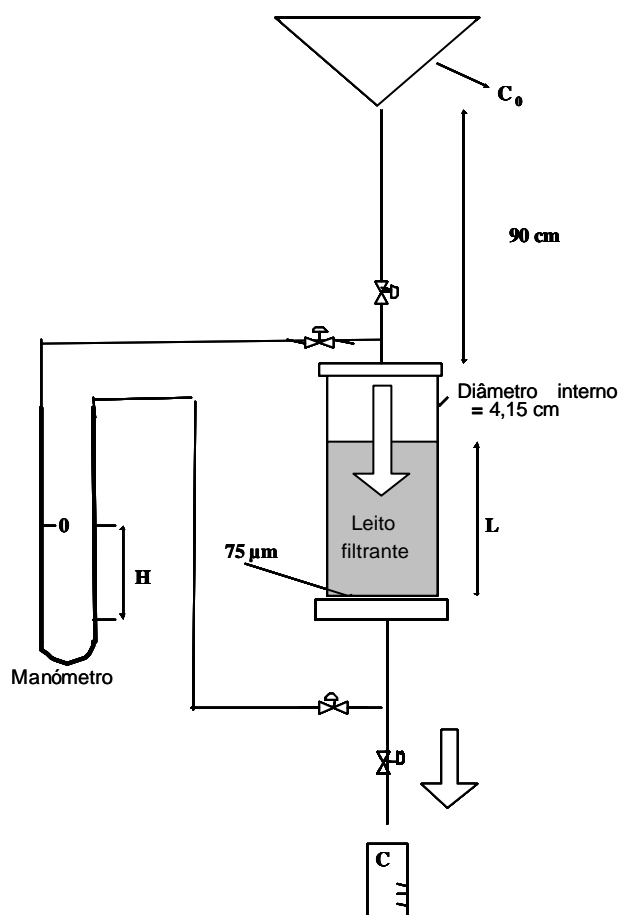 C₀
90 cm
Diâmetro interno
= 4,15 cm
Leito
filtrante
L
75 µm
0
H
Manómetro
C